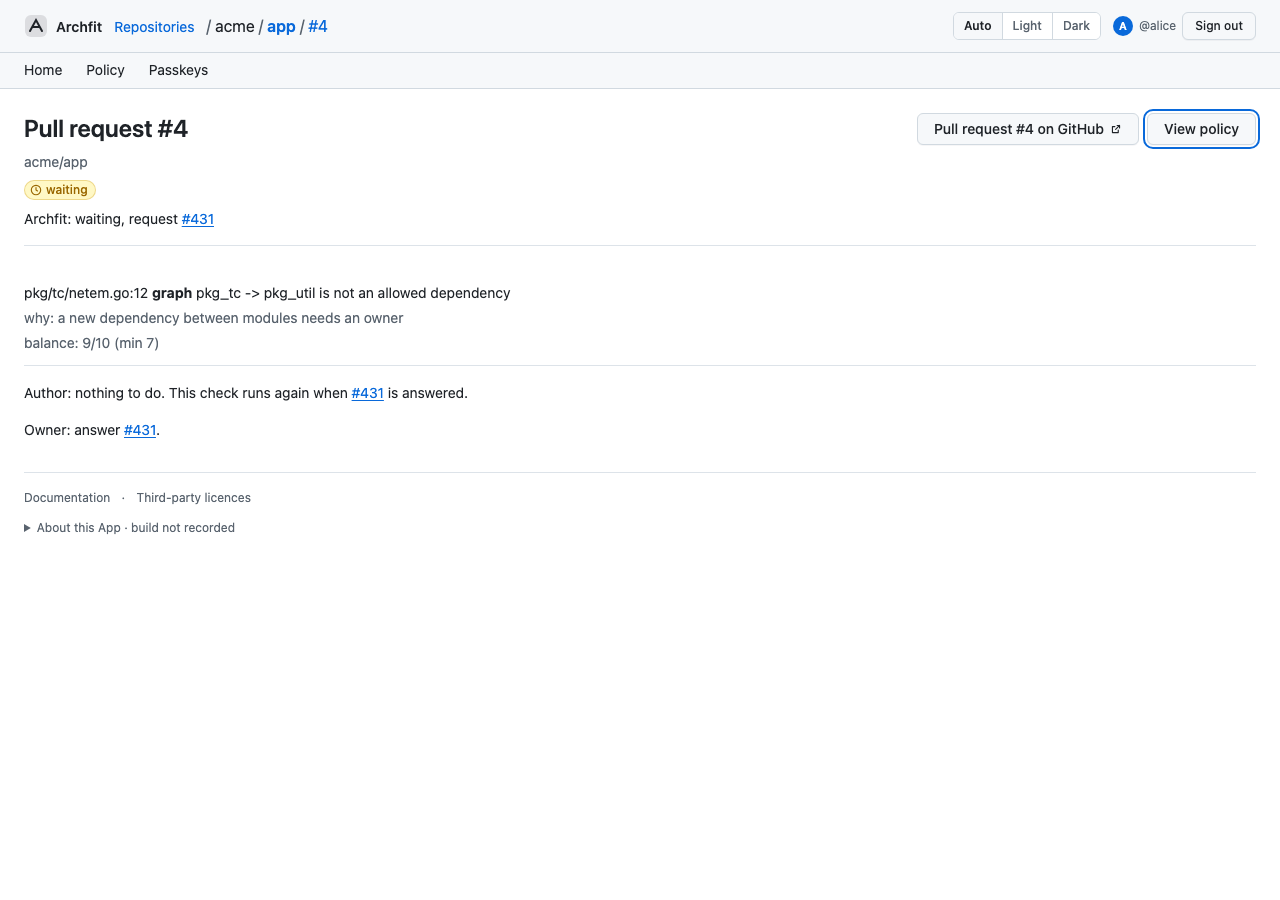 Archfit Repositories / acme / app / #4
Auto Light Dark A @alice Sign out
Home Policy Passkeys
Pull request #4
Pull request #4 on GitHub View policy
acme/app
waiting
Archfit: waiting, request #431
pkg/tc/netem.go:12 graph pkg_tc -> pkg_util is not an allowed dependency
why: a new dependency between modules needs an owner
balance: 9/10 (min 7)
Author: nothing to do. This check runs again when #431 is answered.
Owner: answer #431.
Documentation · Third-party licences
About this App · build not recorded